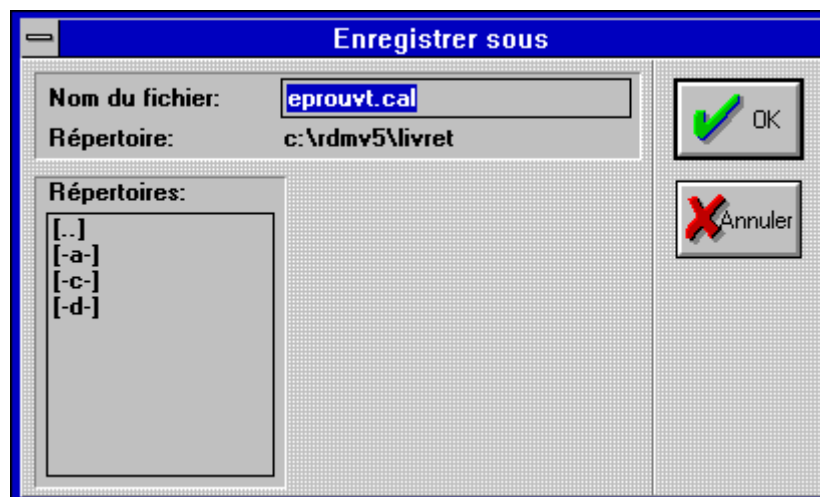 Enregistrer sous
Nom du fichier: eprouvt.cal
Répertoire: c:\rdmv5\livret
OK
Répertoires:
[..]
[-a-]
[-c-]
[-d-]
Annuler